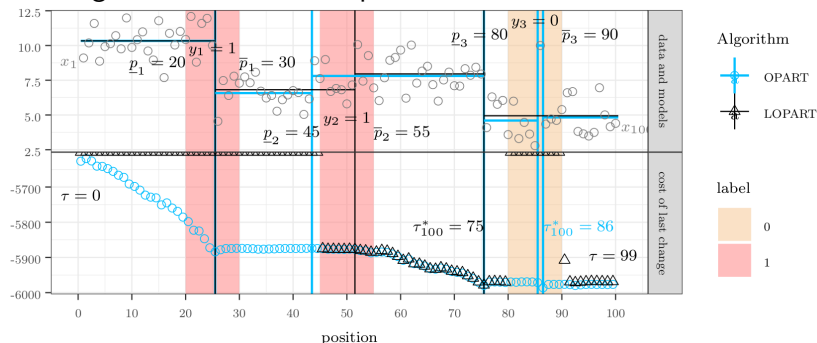 12.5
10.0
7.5
5.0
2.5
x₁
p̲₁ = 20
y₁ = 1
p̅₁ = 30
p̲₂ = 45
y₂ = 1
p̅₂ = 55
p̲₃ = 80
y₃ = 0
p̅₃ = 90
x₁₀₀
data and models
-5700
-5800
-5900
-6000
τ = 0
τ*₁₀₀ = 75
τ*₁₀₀ = 86
τ = 99
cost of last change
0 10 20 30 40 50 60 70 80 90 100
position
Algorithm
OPART
LOPART
label
0
1